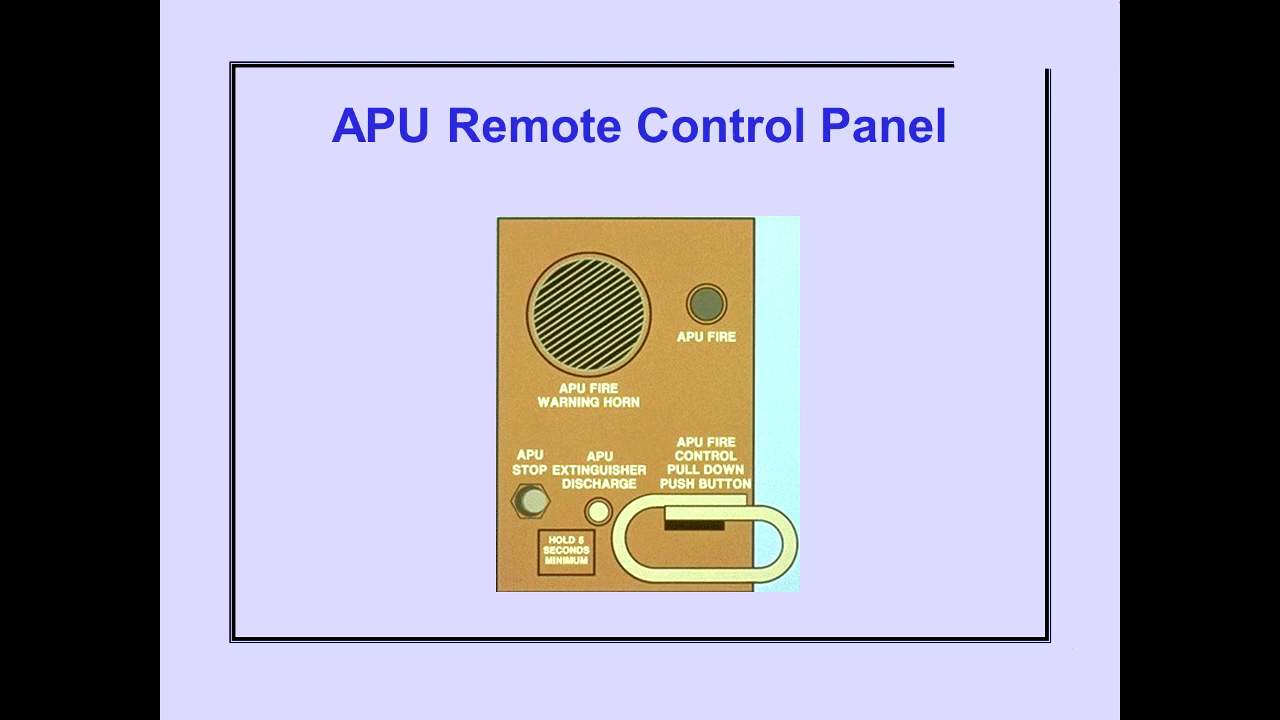 APU Remote Control Panel
APU FIRE
APU FIRE
WARNING HORN
APU
STOP
APU
EXTINGUISHER
DISCHARGE
APU FIRE
CONTROL
PULL DOWN
PUSH BUTTON
HOLD 5
SECONDS
MINIMUM